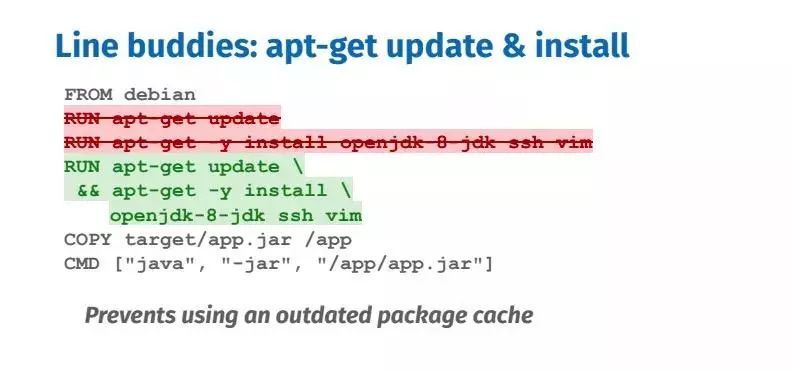 Line buddies: apt-get update & install
FROM debian
RUN apt-get update
RUN apt-get -y install openjdk-8-jdk ssh vim
RUN apt-get update \
&& apt-get -y install \
openjdk-8-jdk ssh vim
COPY target/app.jar /app
CMD ["java", "-jar", "/app/app.jar"]
Prevents using an outdated package cache